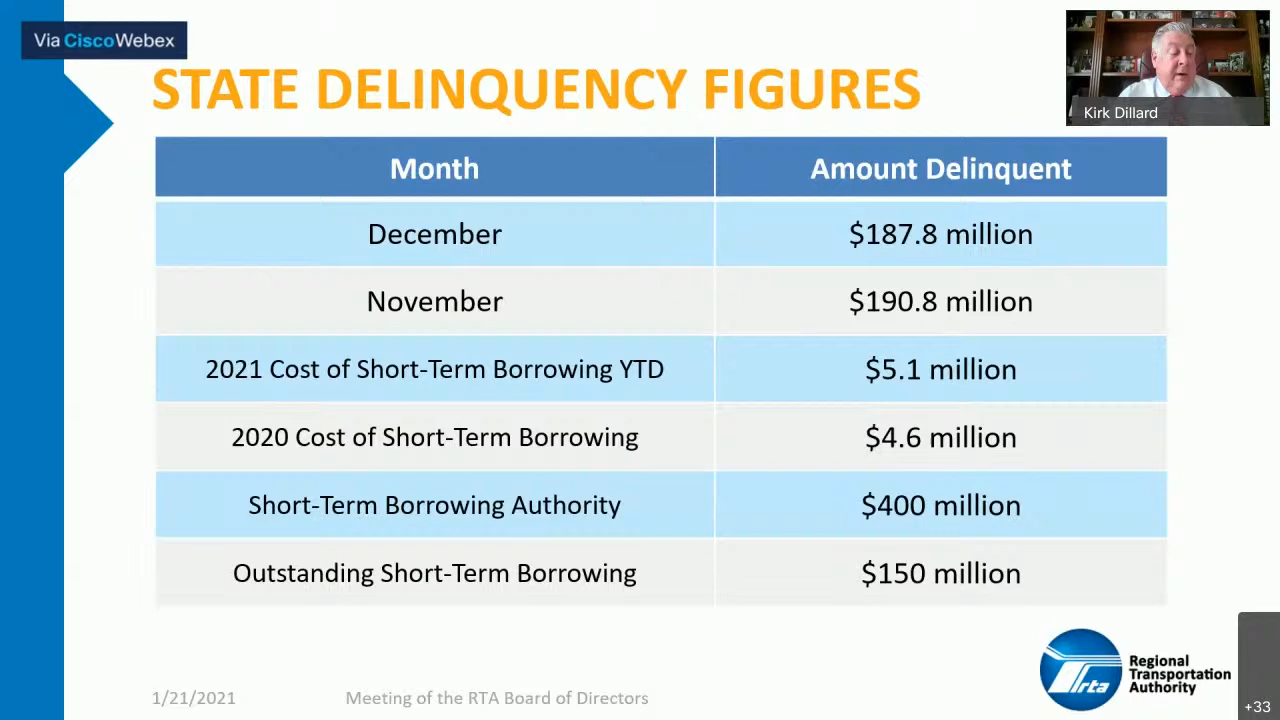 Via Cisco Webex
STATE DELINQUENCY FIGURES
Kirk Dillard
Month Amount Delinquent
December $187.8 million
November $190.8 million
2021 Cost of Short-Term Borrowing YTD $5.1 million
2020 Cost of Short-Term Borrowing $4.6 million
Short-Term Borrowing Authority $400 million
Outstanding Short-Term Borrowing $150 million
rta
Regional
Transportation
Authority
1/21/2021 Meeting of the RTA Board of Directors
+33